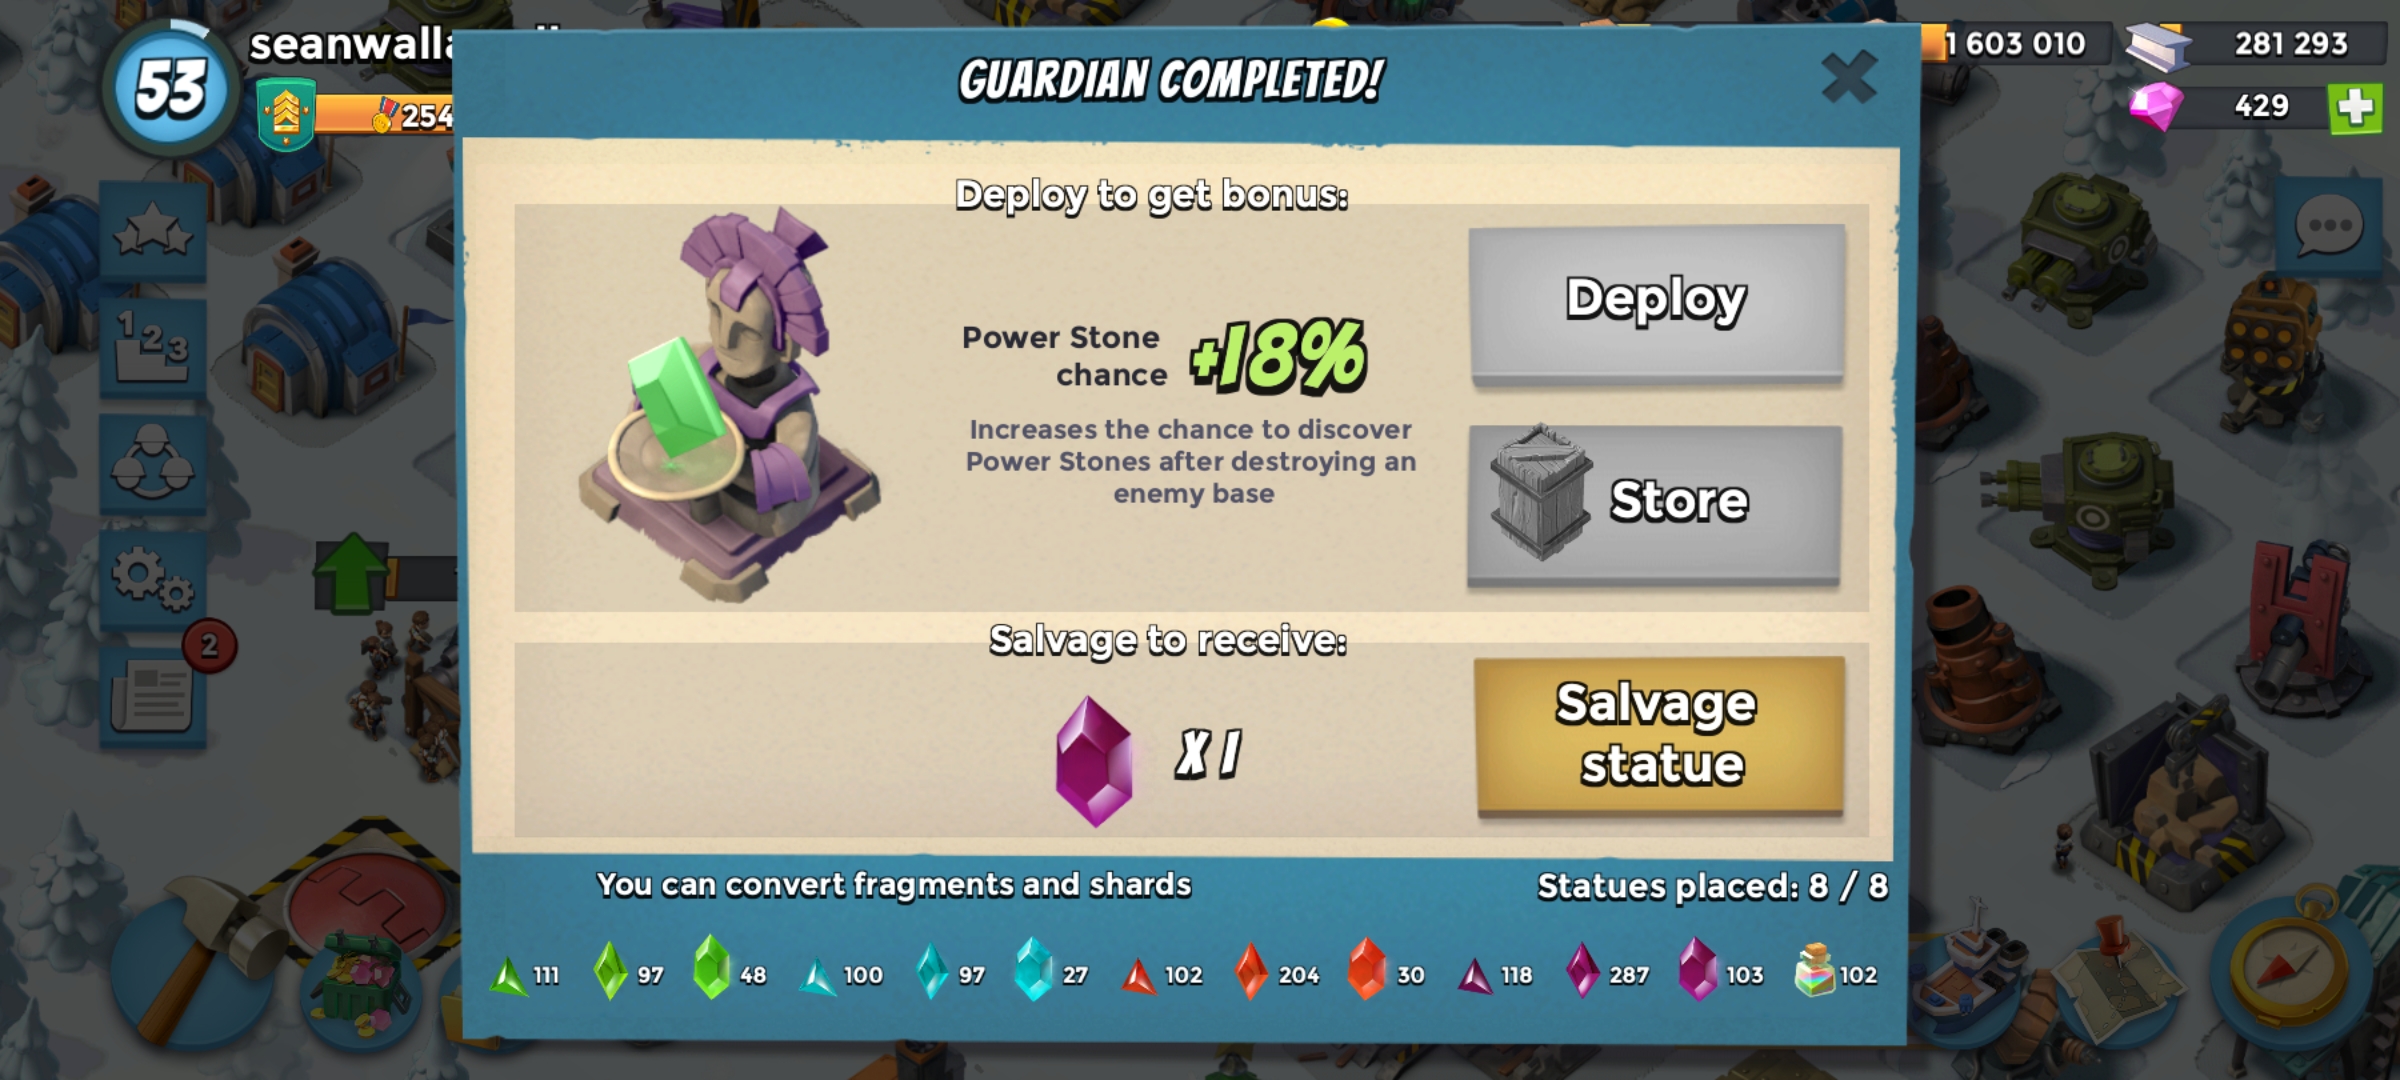 53
254
GUARDIAN COMPLETED!
1 603 010
281 293
429
Deploy to get bonus:
Power Stone
chance
+18%
Increases the chance to discover
Power Stones after destroying an
enemy base
Deploy
Store
1 2 3
2
Salvage to receive:
X 1
Salvage
statue
You can convert fragments and shards
Statues placed: 8 / 8
111 97 48 100 97 27 102 204 30 118 287 103 102